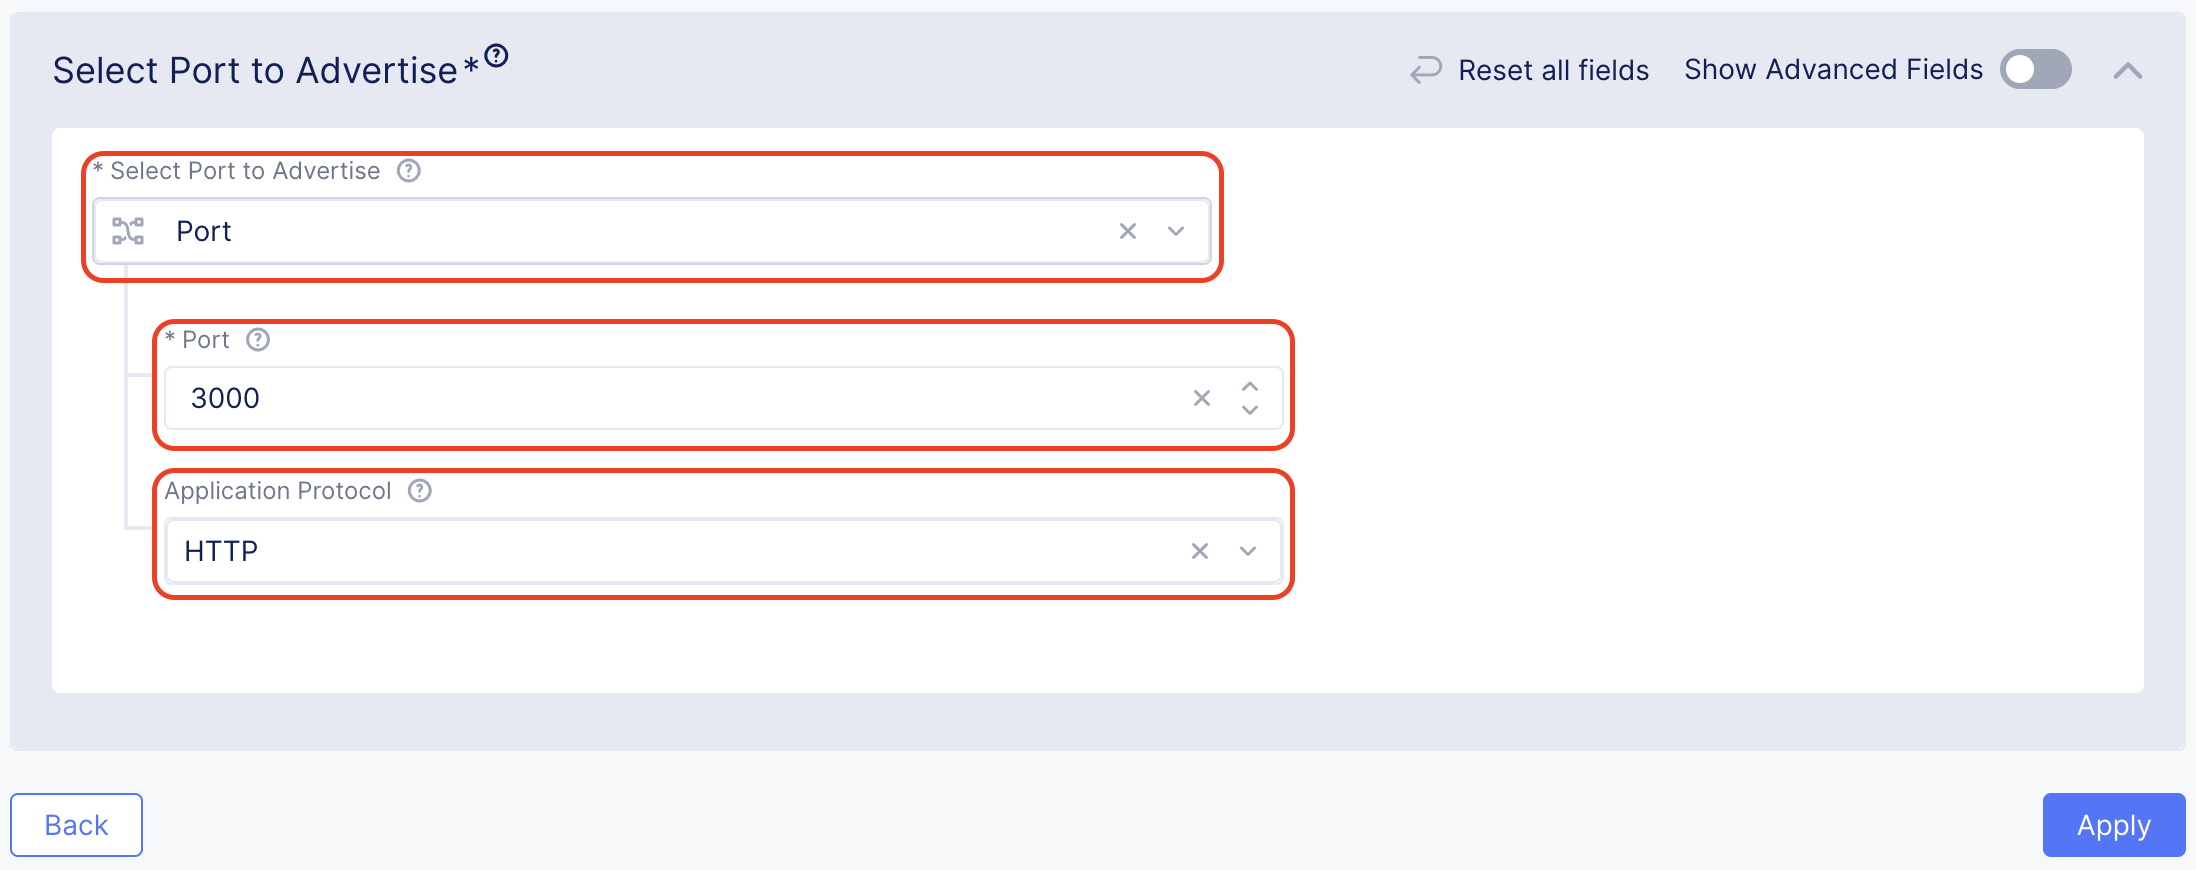 Select Port to Advertise*
Reset all fields
Show Advanced Fields
* Select Port to Advertise
Port
* Port
3000
Application Protocol
HTTP
Back
Apply